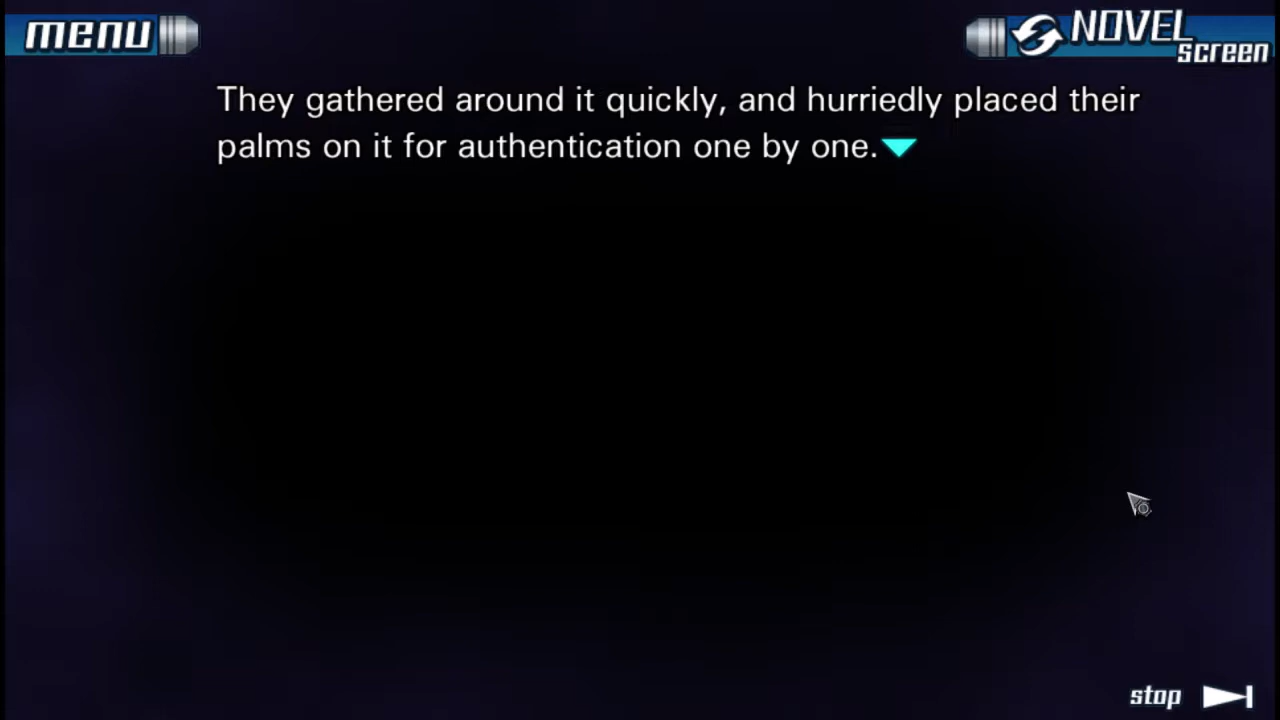 menu
NOVEL
screen
They gathered around it quickly, and hurriedly placed their
palms on it for authentication one by one.
stop